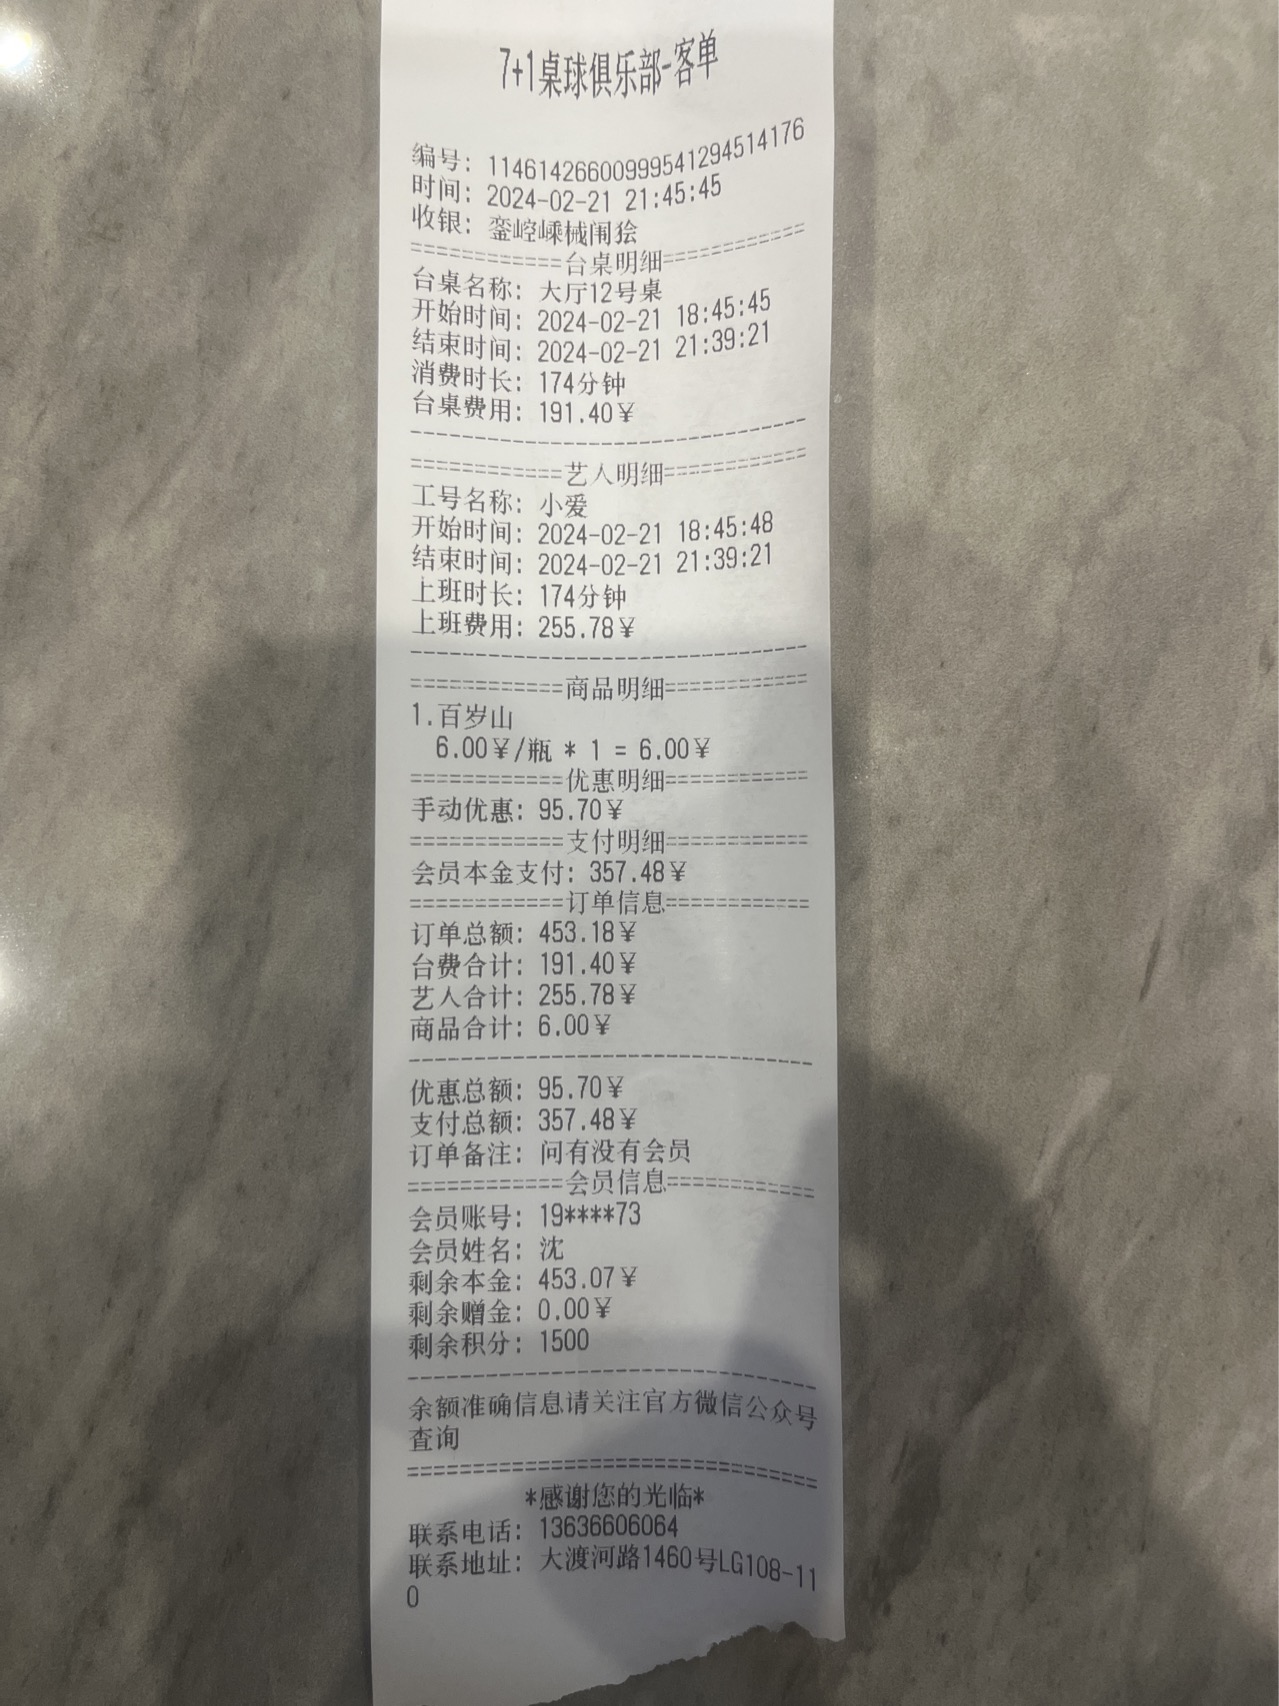 7+1桌球俱乐部-客单
编号: 1146142660099954129451​4176
时间: 2024-02-21 21:45:45
收银: 銮崆嵊械闱狯
============台桌明细============
台桌名称: 大厅12号桌
开始时间: 2024-02-21 18:45:45
结束时间: 2024-02-21 21:39:21
消费时长: 174分钟
台桌费用: 191.40¥
--------------------------------
============艺人明细============
工号名称: 小爱
开始时间: 2024-02-21 18:45:48
结束时间: 2024-02-21 21:39:21
上班时长: 174分钟
上班费用: 255.78¥
--------------------------------
============商品明细============
1.百岁山
6.00¥/瓶 * 1 = 6.00¥
============优惠明细============
手动优惠: 95.70¥
============支付明细============
会员本金支付: 357.48¥
============订单信息============
订单总额: 453.18¥
台费合计: 191.40¥
艺人合计: 255.78¥
商品合计: 6.00¥
--------------------------------
优惠总额: 95.70¥
支付总额: 357.48¥
订单备注: 问有没有会员
============会员信息============
会员账号: 19****73
会员姓名: 沈
剩余本金: 453.07¥
剩余赠金: 0.00¥
剩余积分: 1500
--------------------------------
余额准确信息请关注官方微信公众号
查询
================================
*感谢您的光临*
联系电话: 13636606064
联系地址: 大渡河路1460号LG108-11
0